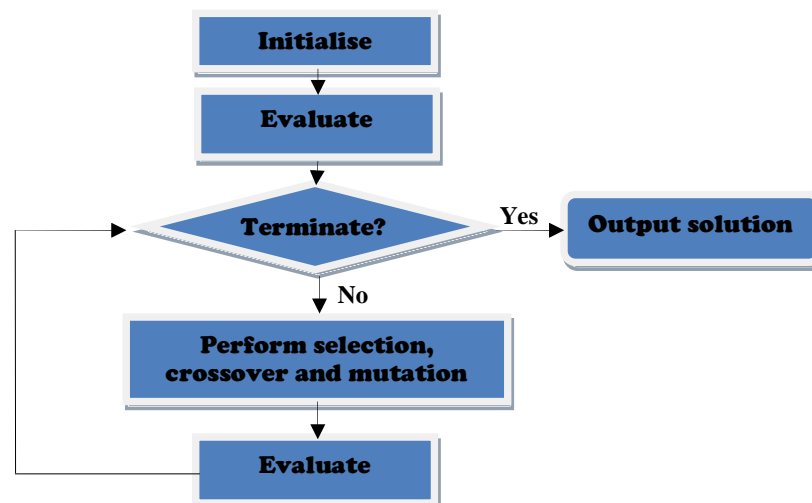 Initialise
Evaluate
Terminate?
Yes
Output solution
No
Perform selection,
crossover and mutation
Evaluate